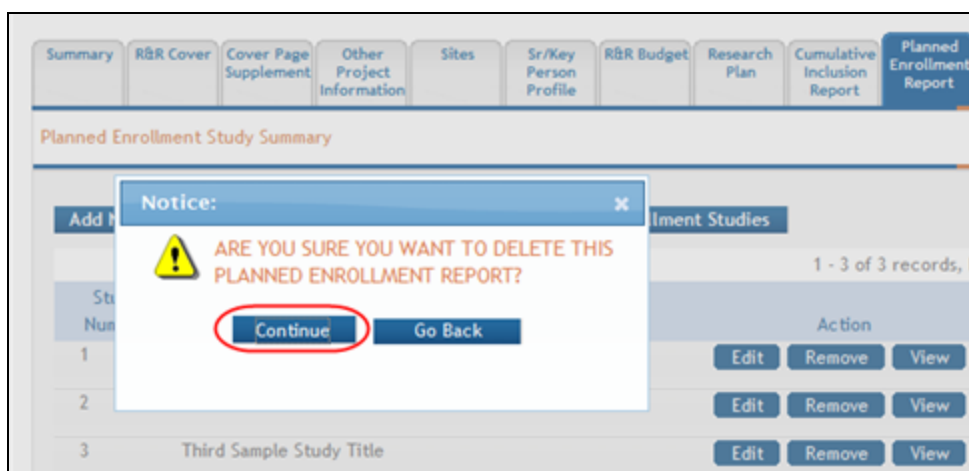 Summary
R&R Cover
Cover Page
Supplement
Other
Project
Information
Sites
Sr/Key
Person
Profile
R&R Budget
Research
Plan
Cumulative
Inclusion
Report
Planned
Enrollment
Report
Planned Enrollment Study Summary
Notice:
Add
Studies
ARE YOU SURE YOU WANT TO DELETE THIS
PLANNED ENROLLMENT REPORT?
1 - 3 of 3 records,
Continue
Go Back
Action
1
Edit Remove View
2
Edit Remove View
3 Third Sample Study Title Edit Remove View